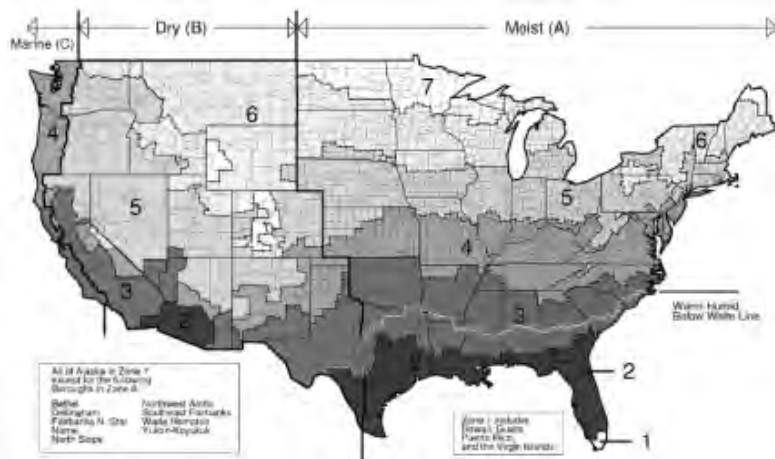 Dry (B)
Moist (A)
Marine (C)
7
6
6
4
5
5
4
3
3
2
Warm-Humid
Below White Line
2
1
All of Alaska in Zone 7
except for the following
Boroughs in Zone 8
Bethel
Dellingham
Fairbanks N. Star
Nome
North Slope
Northwest Arctic
Southeast Fairbanks
Wade Hampton
Yukon-Koyukuk
Zone 1 includes
Hawaii, Guam,
Puerto Rico,
and the Virgin Islands